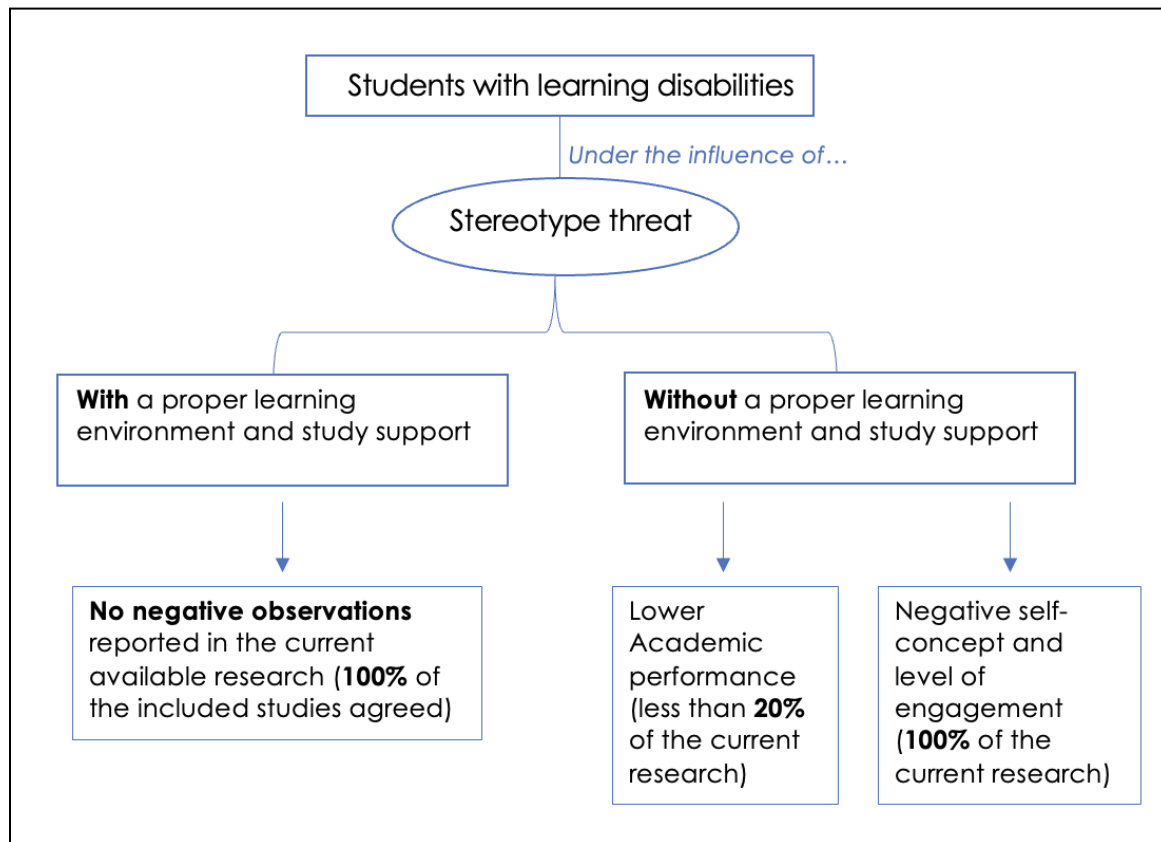 Students with learning disabilities
Under the influence of…
Stereotype threat
With a proper learning
environment and study support
Without a proper learning
environment and study support
No negative observations
reported in the current
available research (100% of
the included studies agreed)
Lower
Academic
performance
(less than 20%
of the current
research)
Negative self-
concept and
level of
engagement
(100% of the
current research)